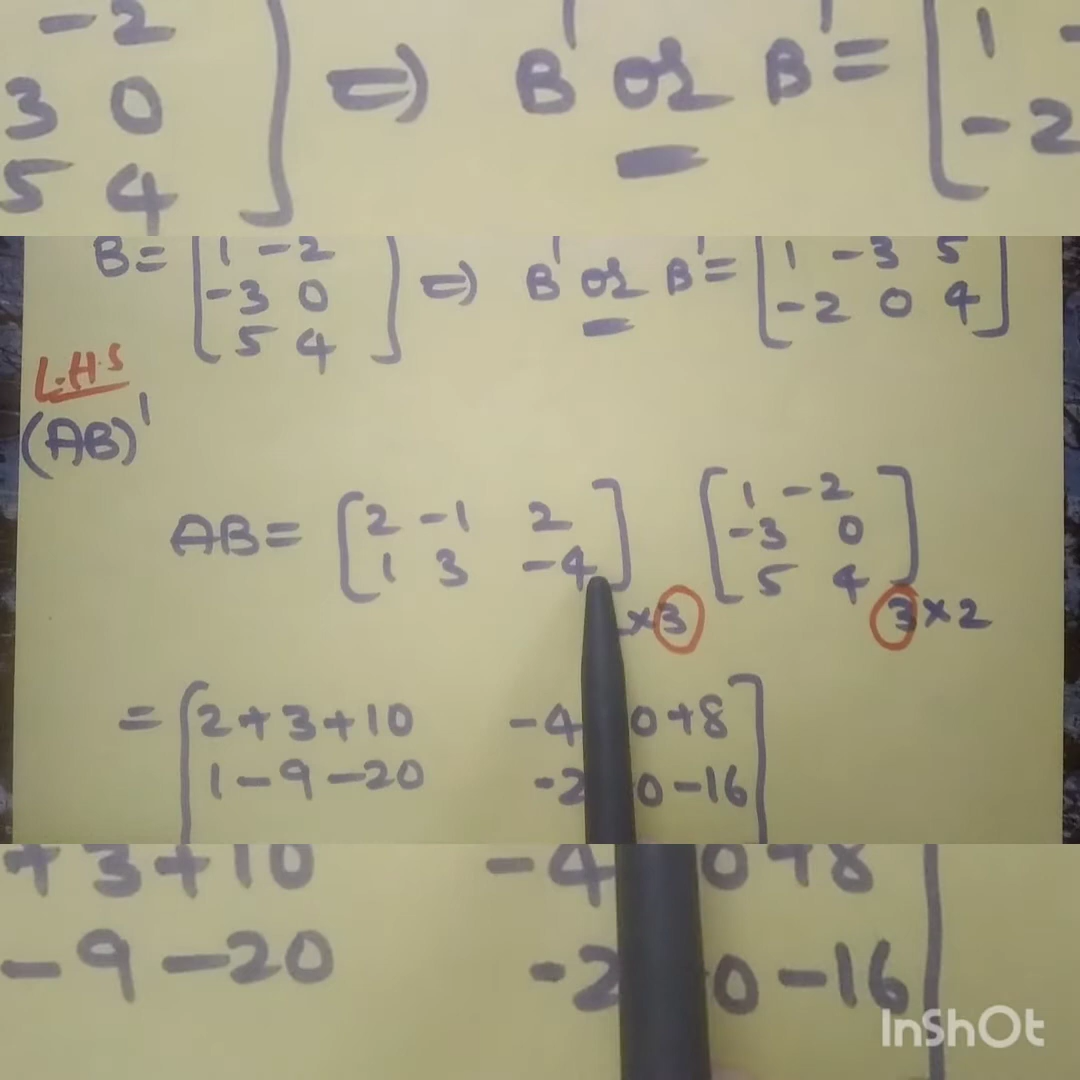 -2
3 0 ⇒ B' or B' = [ 1 -
5 4 ] -2
B = [ 1 -2 ⇒ B' or B' = [ 1 -3 5
-3 0 -2 0 4 ]
5 4 ]
L.H.S
(AB)'
AB = [ 2 -1 2 [ 1 -2
1 3 -4 ] -3 0
5 4 ]
×3 3×2
= [ 2+3+10 -4 0+8
1-9-20 -2 0-16 ]
+3+10 -4 0+8
-9-20 -2 0-16
InShOt